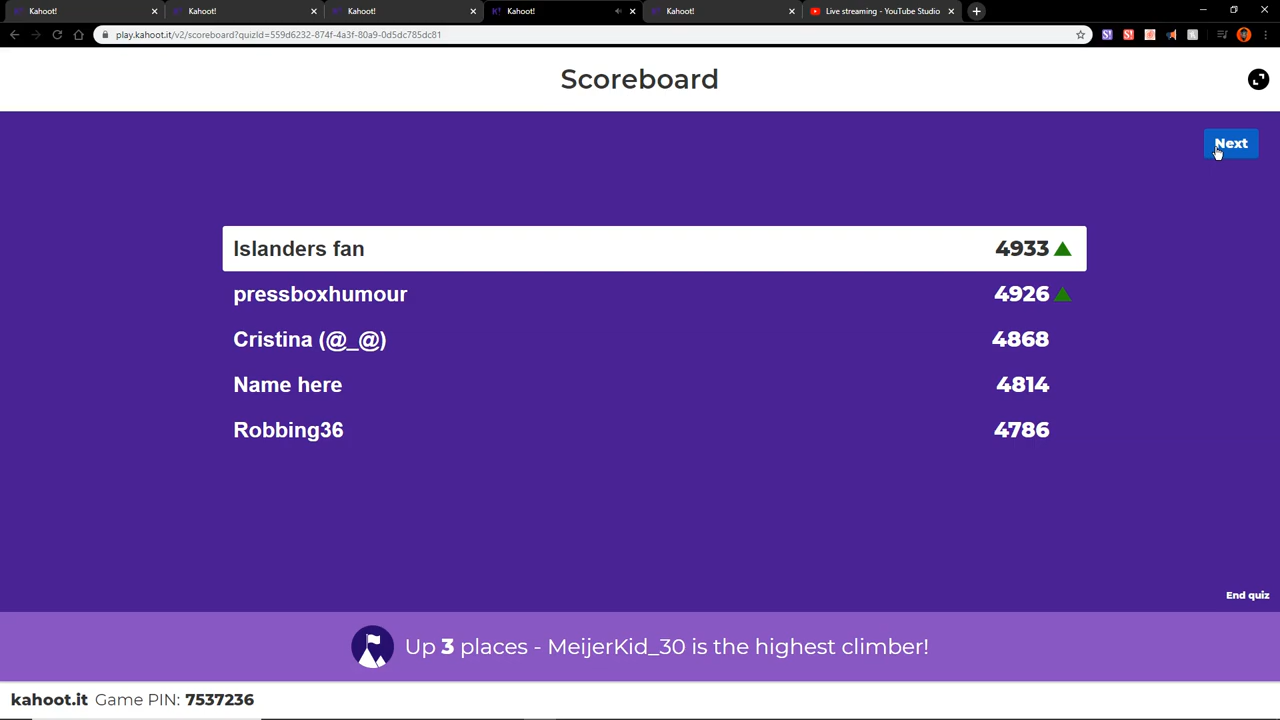 Kahoot!
Kahoot!
Kahoot!
Kahoot!
Kahoot!
Live streaming - YouTube Studio
play.kahoot.it/v2/scoreboard?quizId=559d6232-874f-4a3f-80a9-0d5dc785dc81
Scoreboard
Next
Islanders fan 4933
pressboxhumour 4926
Cristina (@_@) 4868
Name here 4814
Robbing36 4786
End quiz
Up 3 places - MeijerKid_30 is the highest climber!
kahoot.it Game PIN: 7537236